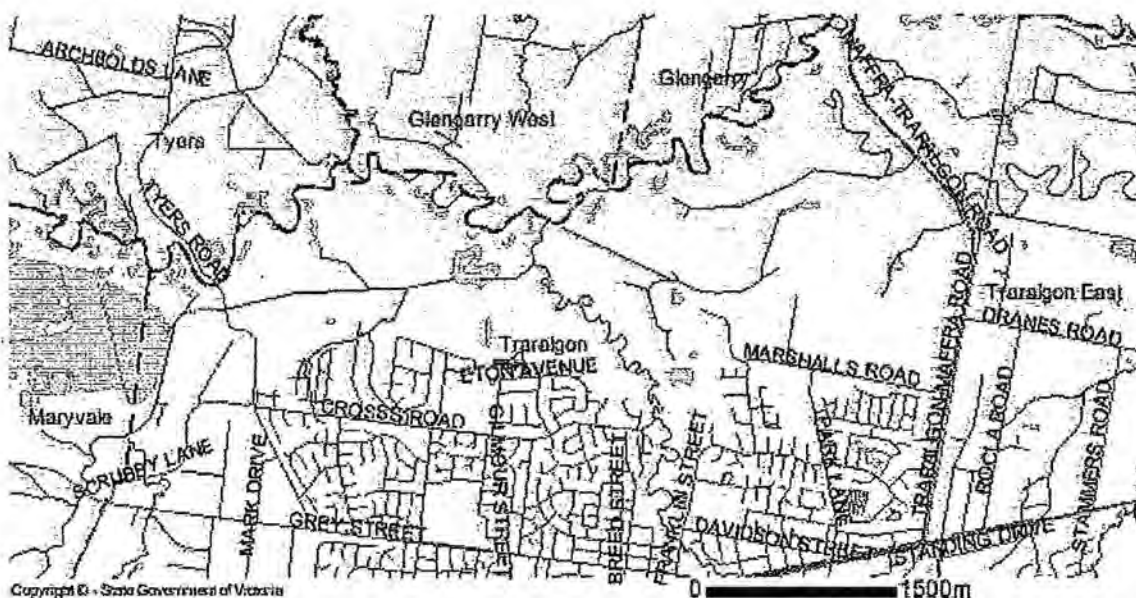 ARCHBOLDS LANE
Glengarry
MAFFRA-TRARALGON ROAD
Glengarry West
Tyers
TYERS ROAD
Traralgon East
DRANES ROAD
TRARALGON-MAFFRA ROAD
Traralgon
ETON AVENUE
MARSHALLS ROAD
Maryvale
CROSSS ROAD
GILMOUR STREET
FRANKLIN STREET
PARK LANE
ROCLA ROAD
STAMMERS ROAD
SCRUBBY LANE
MARK DRIVE
BREED STREET
GREY STREET
DAVIDSON STREET
STANDING DRIVE
Copyright © - State Government of Victoria
0 1500m